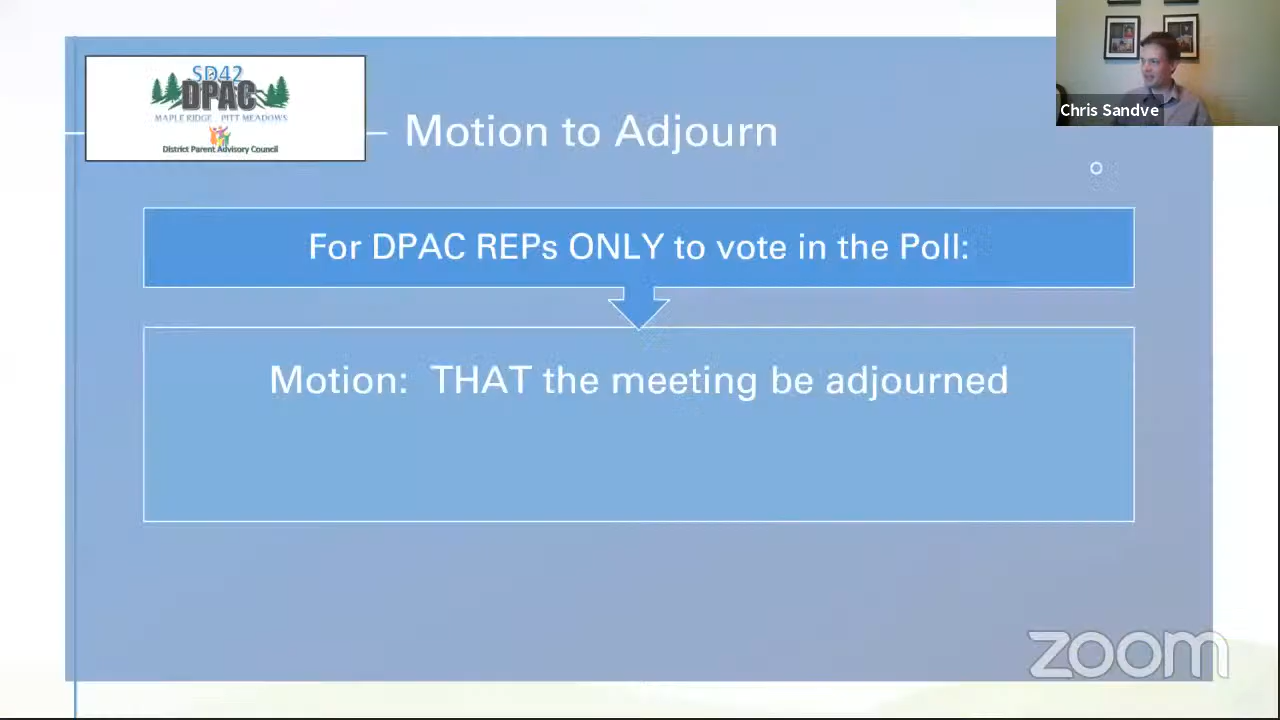 SD42
DPAC
MAPLE RIDGE PITT MEADOWS
District Parent Advisory Council
Motion to Adjourn
Chris Sandve
For DPAC REPs ONLY to vote in the Poll:
Motion: THAT the meeting be adjourned
zoom